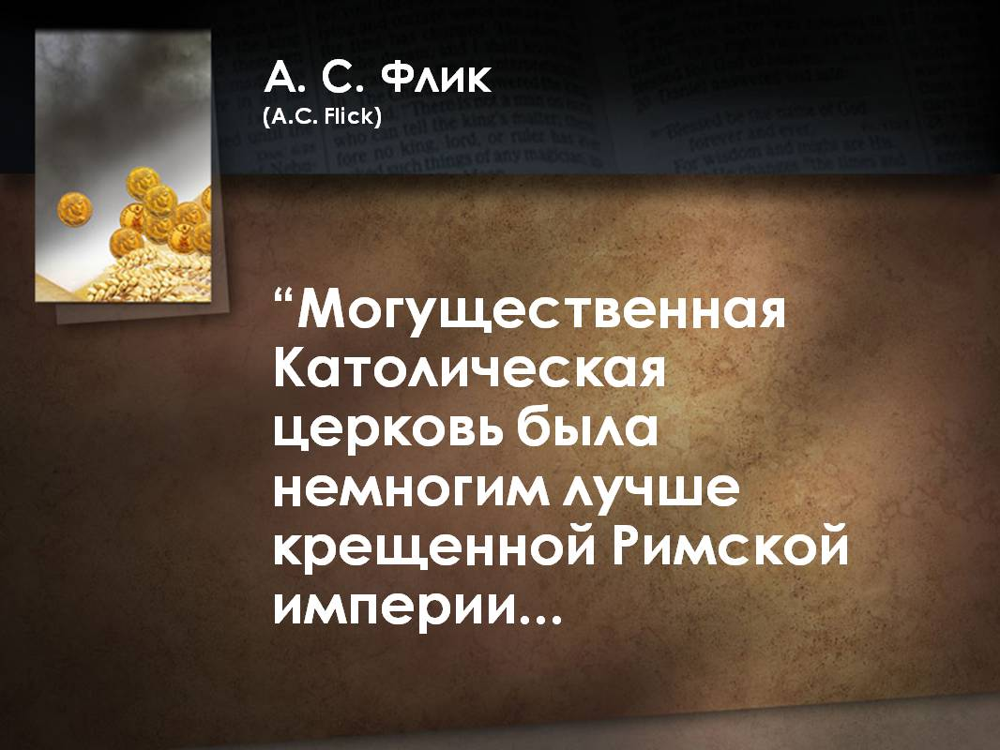 А. С. Флик
(A.C. Flick)
“Могущественная
Католическая
церковь была
немногим лучше
крещенной Римской
империи...